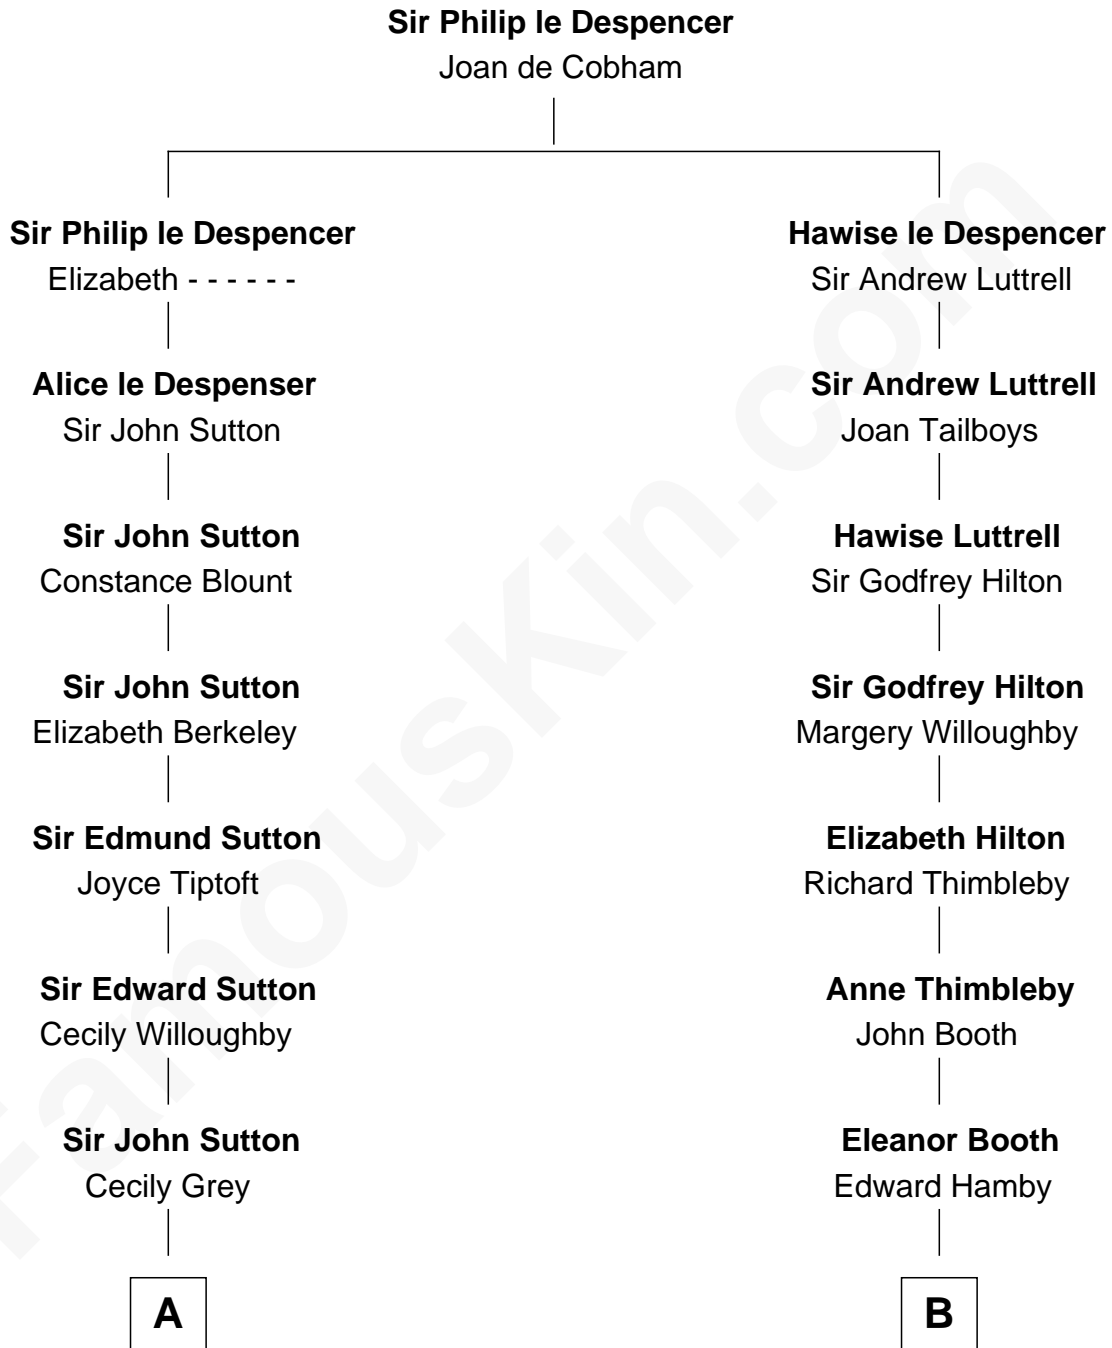 Sir Philip le Despencer
Joan de Cobham
Sir Philip le Despencer
Elizabeth - - - - - -
Hawise le Despencer
Sir Andrew Luttrell
Alice le Despenser
Sir John Sutton
Sir Andrew Luttrell
Joan Tailboys
Sir John Sutton
Constance Blount
Hawise Luttrell
Sir Godfrey Hilton
Sir John Sutton
Elizabeth Berkeley
Sir Godfrey Hilton
Margery Willoughby
Sir Edmund Sutton
Joyce Tiptoft
Elizabeth Hilton
Richard Thimbleby
Sir Edward Sutton
Cecily Willoughby
Anne Thimbleby
John Booth
Sir John Sutton
Cecily Grey
Eleanor Booth
Edward Hamby
A
B
FamousKin.com